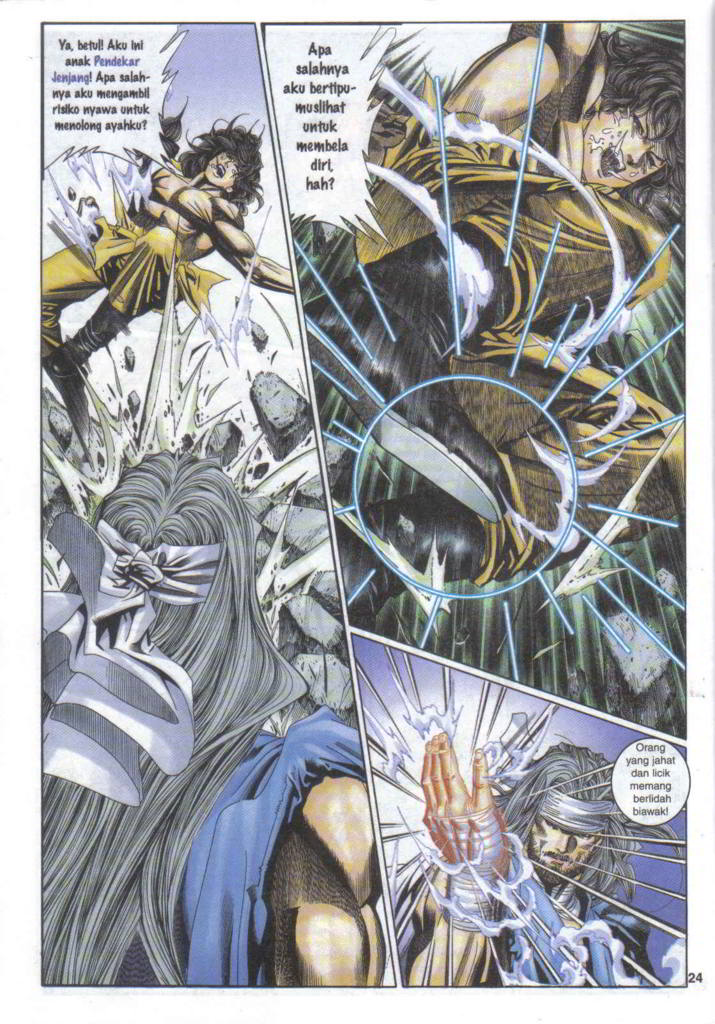 Ya, betul! Aku ini
anak Pendekar
Jenjang! Apa salah-
nya aku mengambil
risiko nyawa untuk
menolong ayahku?
Apa
salahnya
aku bertipu-
muslihat
untuk
membela
diri,
hah?
Orang
yang jahat
dan licik
memang
berlidah
biawak!
24